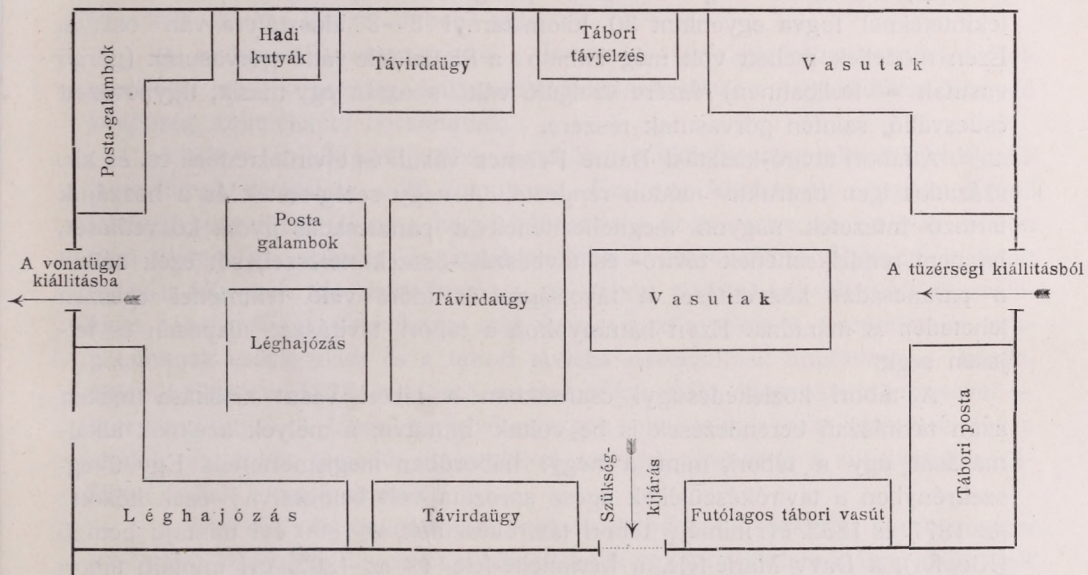 Hadi
kutyák
Távirdaügy
Tábori
távjelzés
Vasutak
Posta-galambok
Posta
galambok
A vonatügyi
kiállításba
Léghajózás
Távirdaügy
Vasutak
A tüzérségi kiállításból
Léghajózás
Távirdaügy
Szükség-
kijárás
Futólagos tábori vasút
Tábori posta